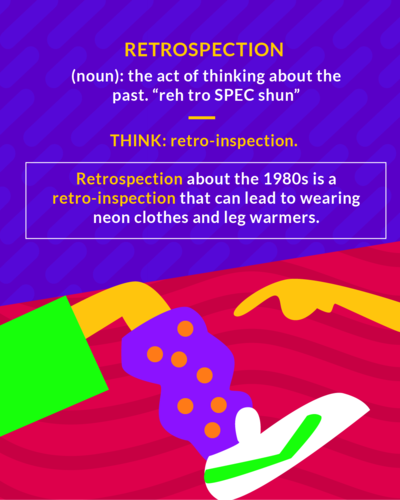 RETROSPECTION
(noun): the act of thinking about the
past. “reh tro SPEC shun”
THINK: retro-inspection.
Retrospection about the 1980s is a
retro-inspection that can lead to wearing
neon clothes and leg warmers.